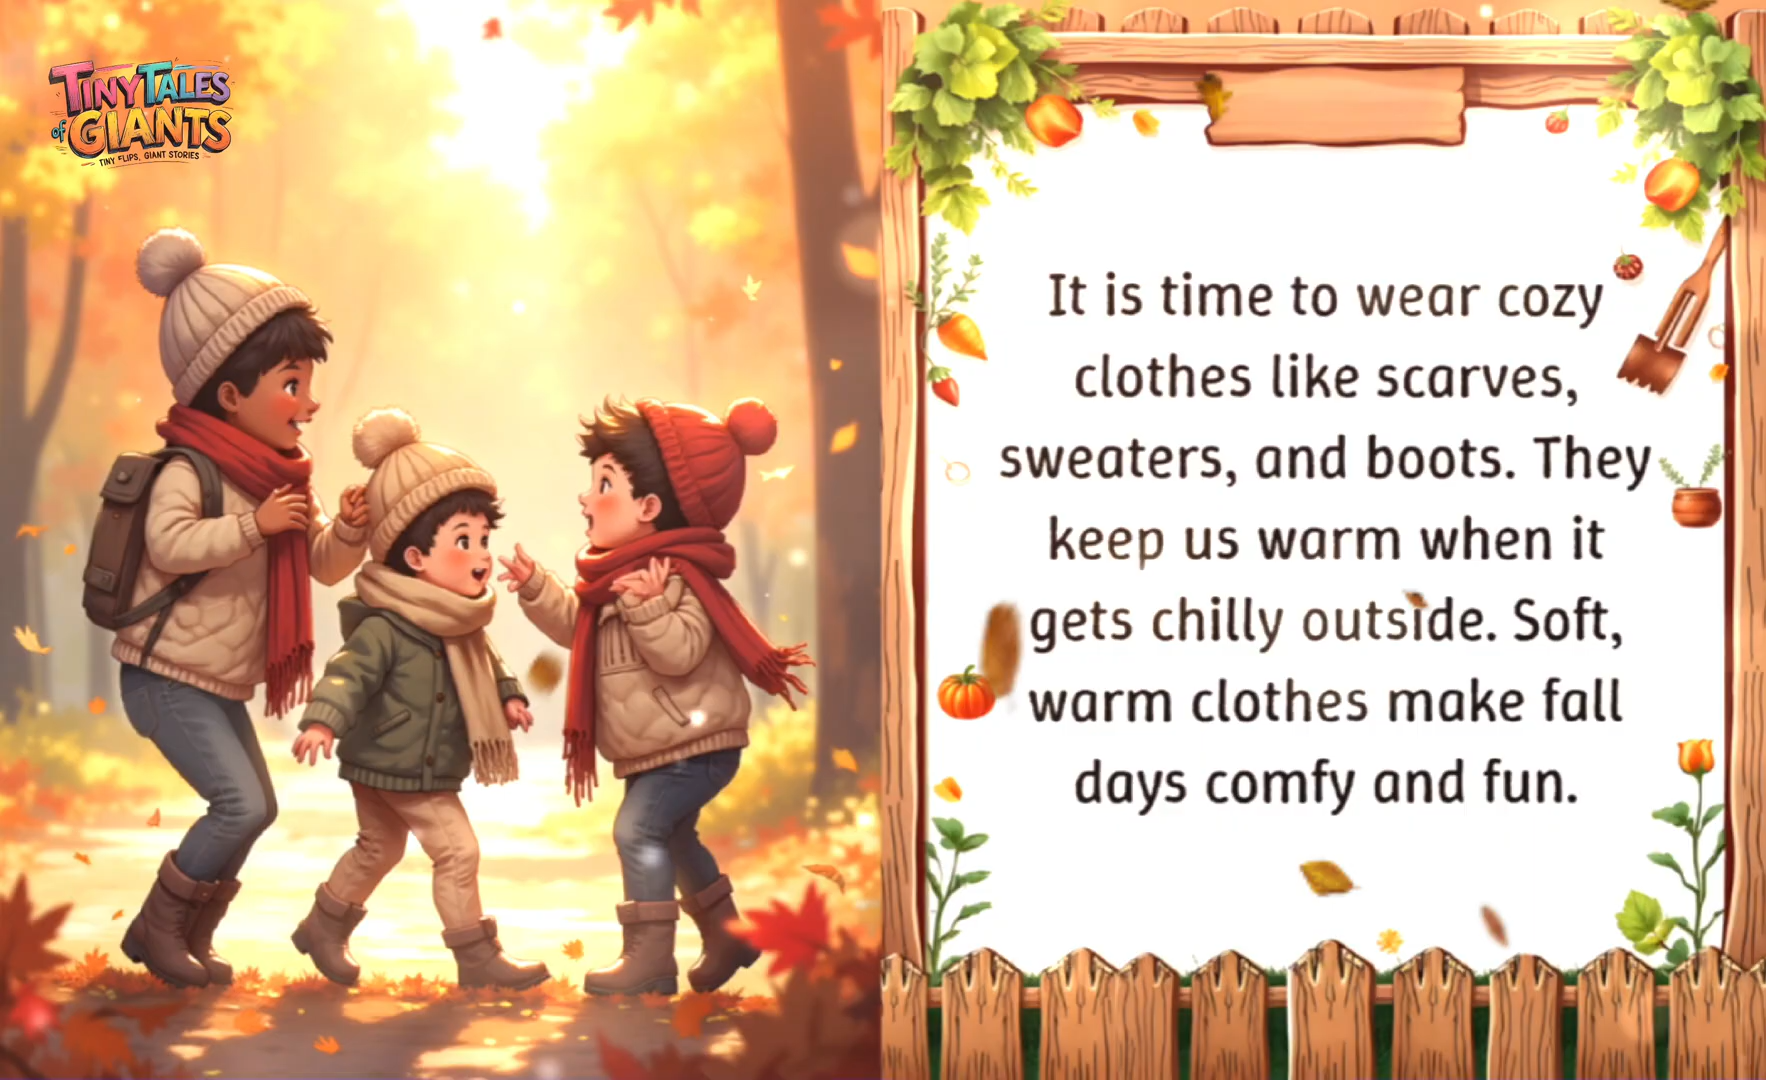 TINY TALES
of GIANTS
TINY FLIPS, GIANT STORIES
It is time to wear cozy
clothes like scarves,
sweaters, and boots. They
keep us warm when it
gets chilly outside. Soft,
warm clothes make fall
days comfy and fun.